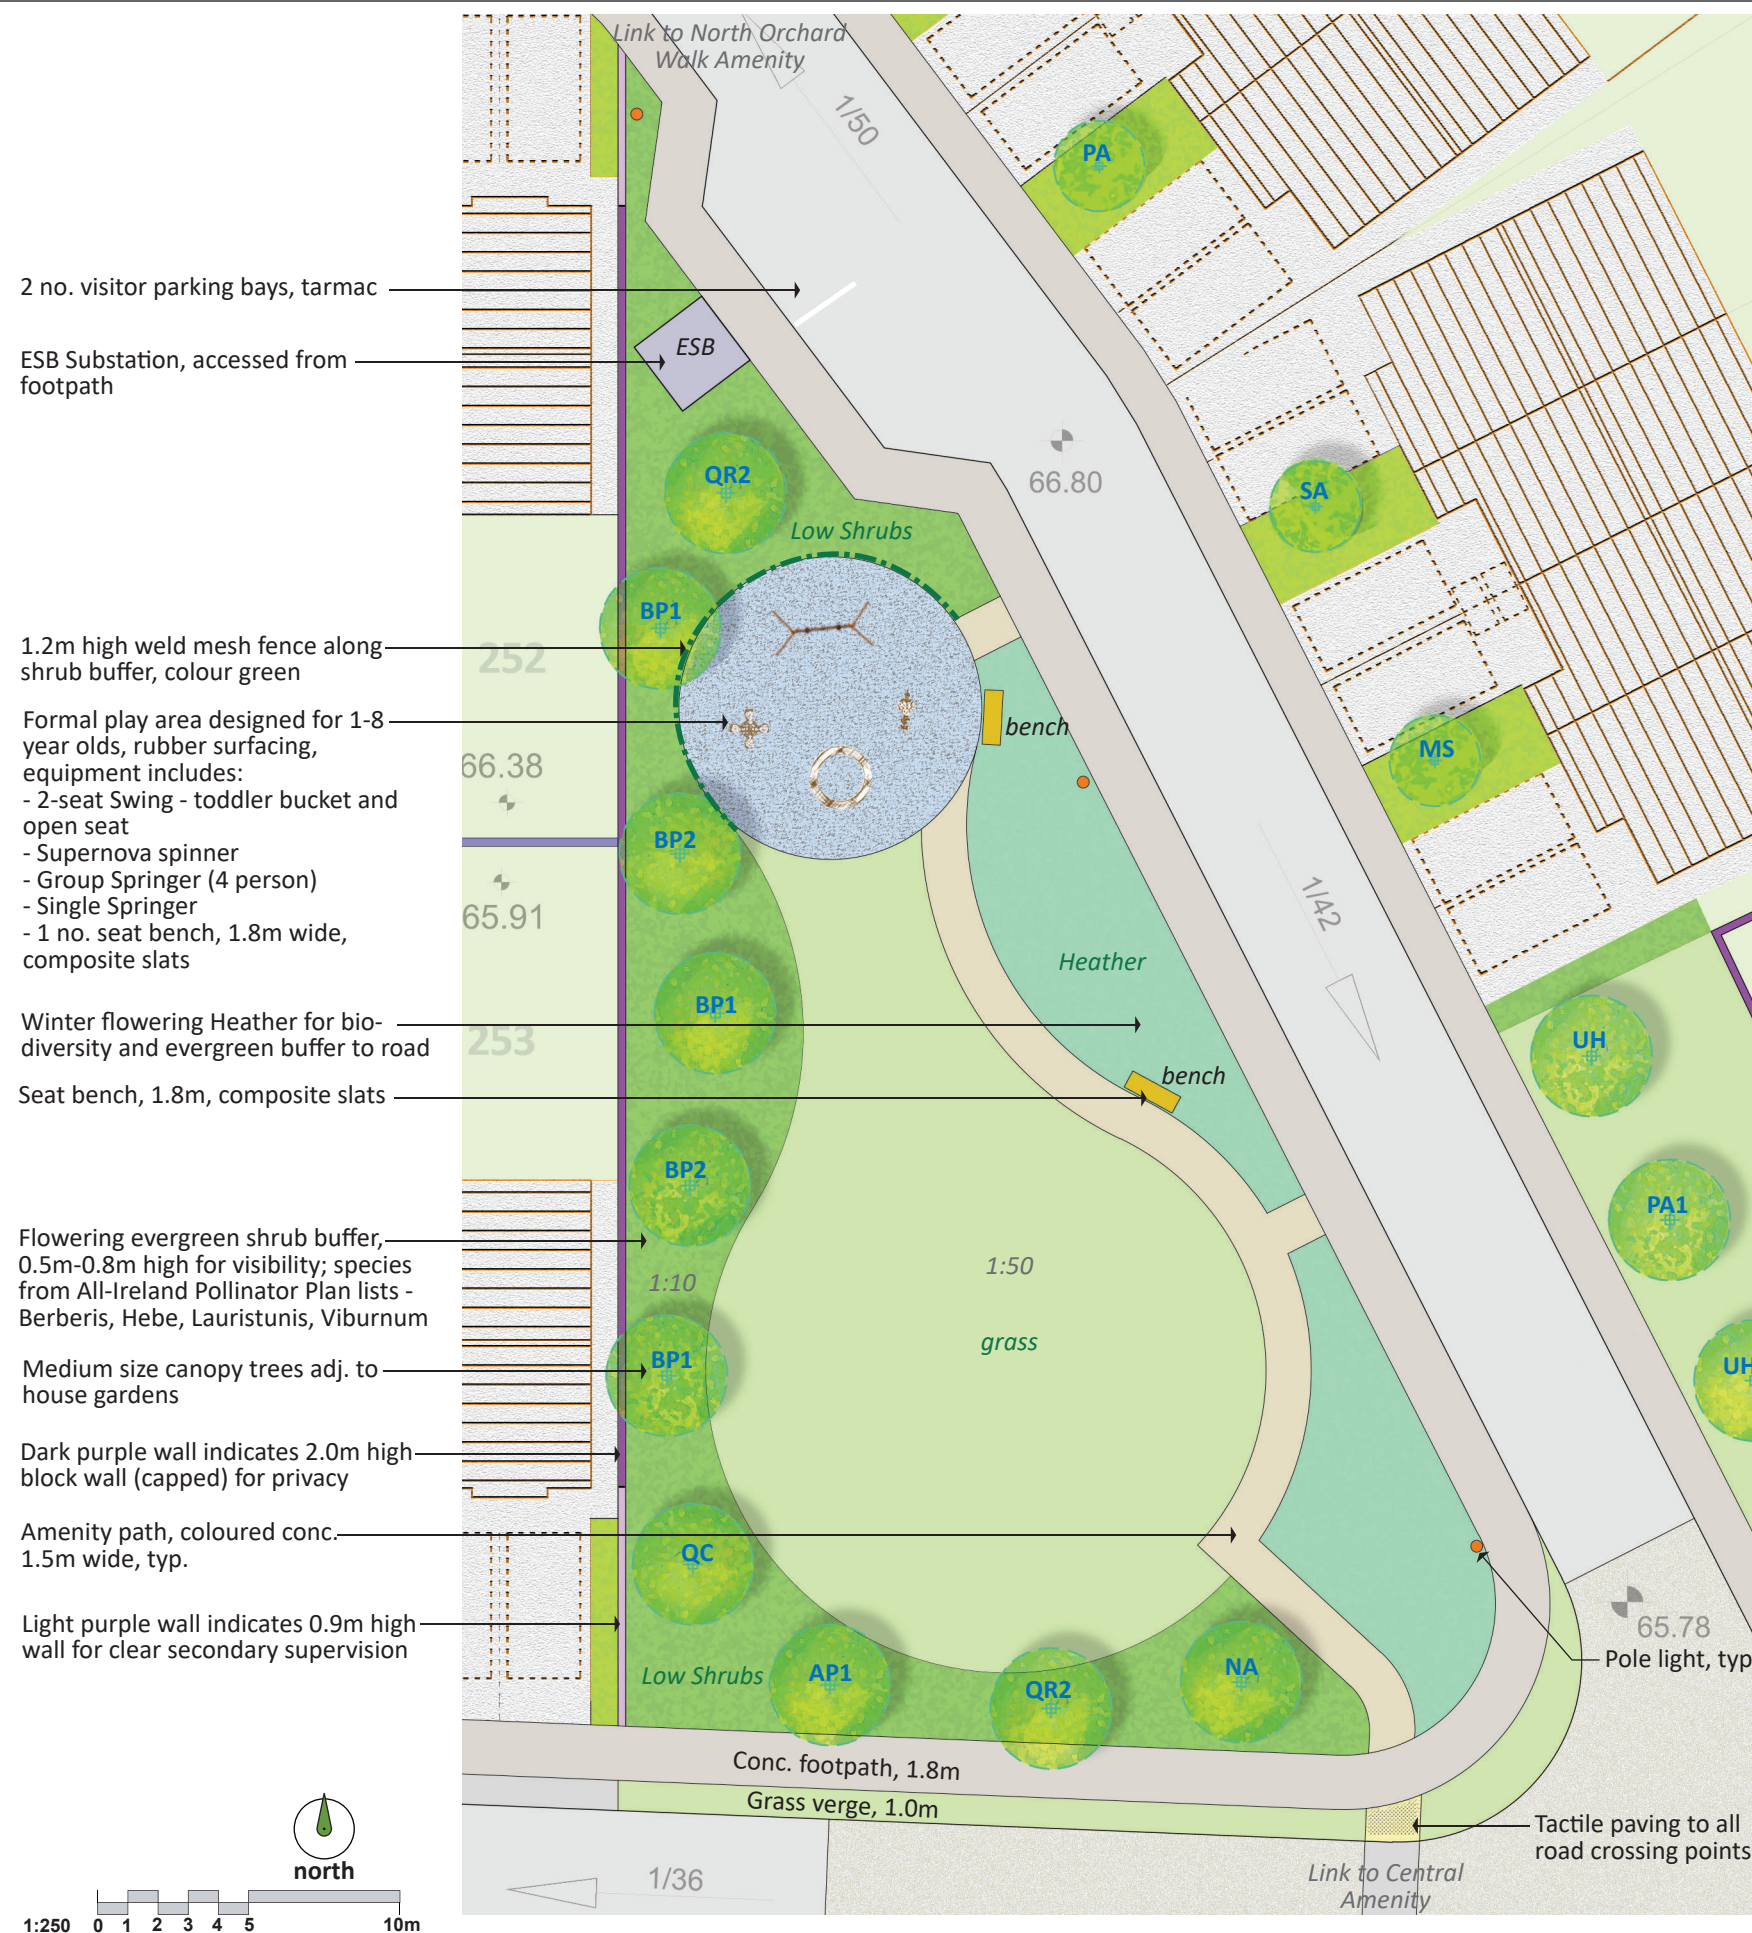 Link to North Orchard
Walk Amenity
1/50
PA
2 no. visitor parking bays, tarmac
ESB Substation, accessed from
footpath
ESB
66.80
QR2
SA
Low Shrubs
BP1
1.2m high weld mesh fence along
shrub buffer, colour green
252
Formal play area designed for 1-8
year olds, rubber surfacing,
equipment includes:
- 2-seat Swing - toddler bucket and
open seat
- Supernova spinner
- Group Springer (4 person)
- Single Springer
- 1 no. seat bench, 1.8m wide,
composite slats
bench
MS
66.38
BP2
65.91
1/42
Heather
BP1
Winter flowering Heather for bio-
diversity and evergreen buffer to road
253
UH
Seat bench, 1.8m, composite slats
bench
BP2
PA1
Flowering evergreen shrub buffer,
0.5m-0.8m high for visibility; species
from All-Ireland Pollinator Plan lists -
Berberis, Hebe, Lauristunis, Viburnum
1:10
1:50
grass
Medium size canopy trees adj. to
house gardens
BP1
UH
Dark purple wall indicates 2.0m high
block wall (capped) for privacy
Amenity path, coloured conc.
1.5m wide, typ.
QC
Light purple wall indicates 0.9m high
wall for clear secondary supervision
65.78
Pole light, typ
Low Shrubs
AP1
QR2
NA
Conc. footpath, 1.8m
Grass verge, 1.0m
Tactile paving to all
road crossing points
north
1/36
Link to Central
Amenity
1:250 0 1 2 3 4 5 10m